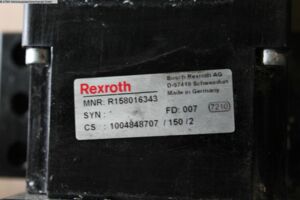 Rexroth
Bosch Rexroth AG
D-97419 Schweinfurt
Made in Germany
MNR: R158016343
SYN :
FD: 007
7210
CS : 1004848707 / 150 /2